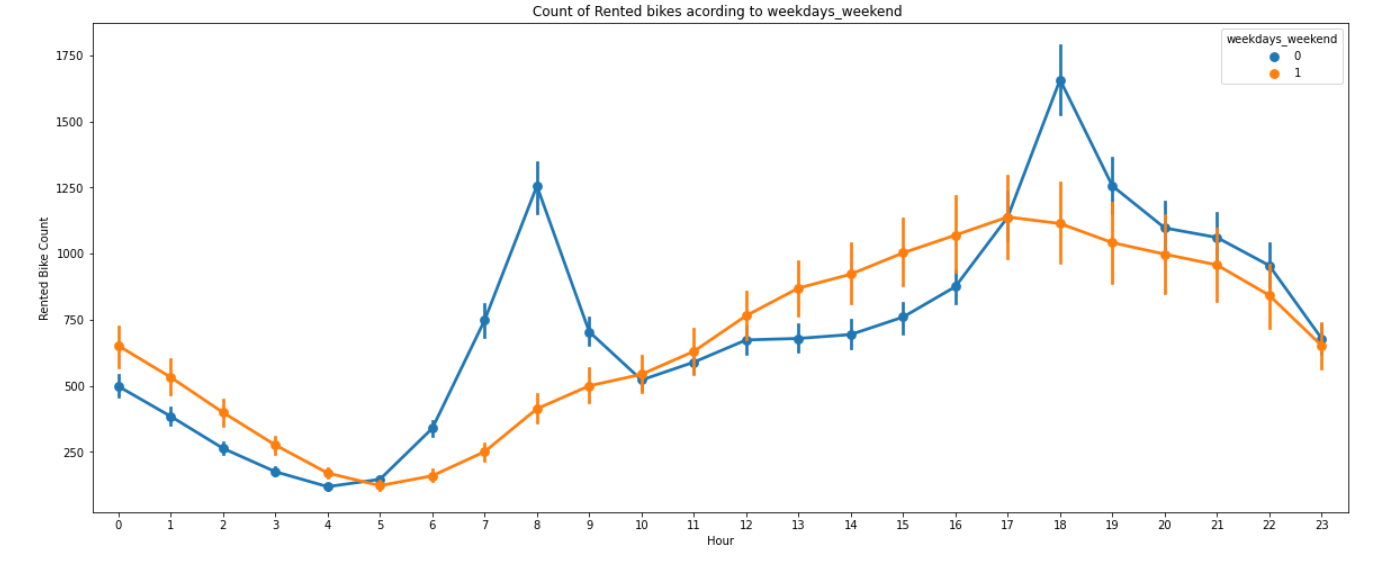 Count of Rented bikes acording to weekdays_weekend
weekdays_weekend
0
1
1750
1500
1250
1000
750
500
250
Rented Bike Count
0 1 2 3 4 5 6 7 8 9 10 11 12 13 14 15 16 17 18 19 20 21 22 23
Hour